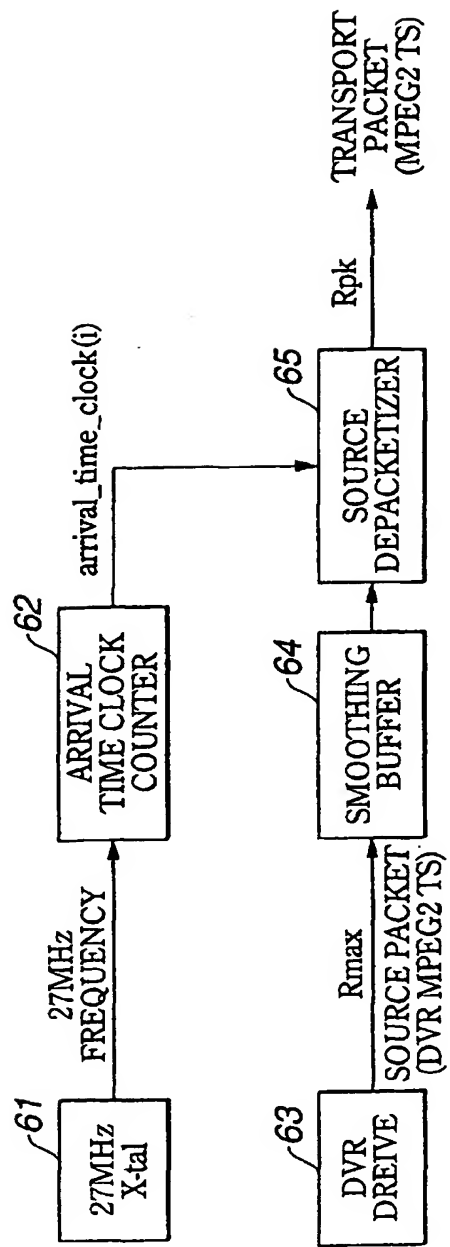 61
27MHz
X-tal
27MHz
FREQUENCY
62
ARRIVAL
TIME CLOCK
COUNTER
arrival_time_clock(i)
63
DVR
DREIVE
Rmax
SOURCE PACKET
(DVR MPEG2 TS)
64
SMOOTHING
BUFFER
65
SOURCE
DEPACKETIZER
Rpk
TRANSPORT
PACKET
(MPEG2 TS)